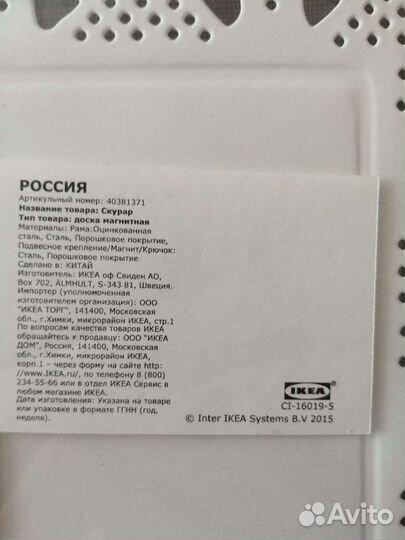 РОССИЯ
Артикульный номер: 40381371
Название товара: Скурар
Тип товара: доска магнитная
Материалы: Рама:Оцинкованная
сталь, Сталь, Порошковое покрытие,
Подвесное крепление/Магнит/Крючок:
Сталь, Порошковое покрытие
Сделано в: КИТАЙ
Изготовитель: ИКЕА оф Свиден АО,
Box 702, ÄLMHULT, S-343 81, Швеция.
Импортер (уполномоченная
изготовителем организация): ООО
"ИКЕА ТОРГ", 141400, Московская
обл., г.Химки, микрорайон ИКЕА, стр.1
По вопросам качества товаров ИКЕА
обращайтесь к продавцу: ООО "ИКЕА
ДОМ", Россия, 141400, Московская
обл., г.Химки, микрорайон ИКЕА,
корп.1 – через форму на сайте http:
//www.IKEA.ru/, по телефону 8 (800)
234-55-66 или в отдел ИКЕА Сервис в
любом магазине ИКЕА.
Дата изготовления: Указана на товаре
или упаковке в формате ГГНН (год,
неделя).
IKEA
CI-16019-5
© Inter IKEA Systems B.V 2015
Avito